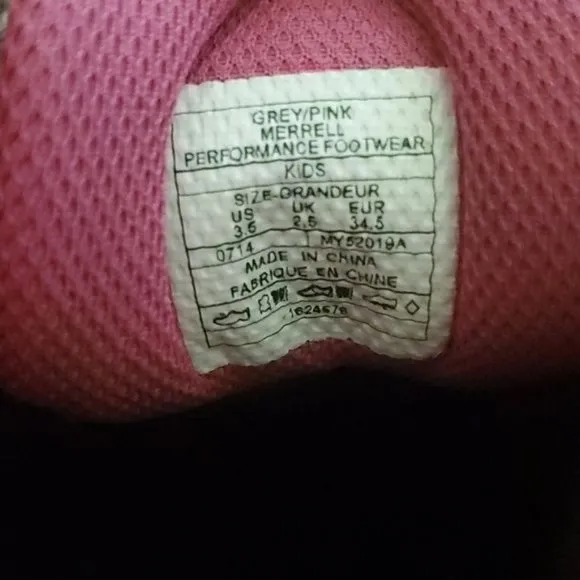 GREY/PINK
MERRELL
PERFORMANCE FOOTWEAR
KIDS
SIZE-GRANDEUR
US UK EUR
3.5 2.5 34.5
0714 MY52019A
MADE IN CHINA
FABRIQUE EN CHINE